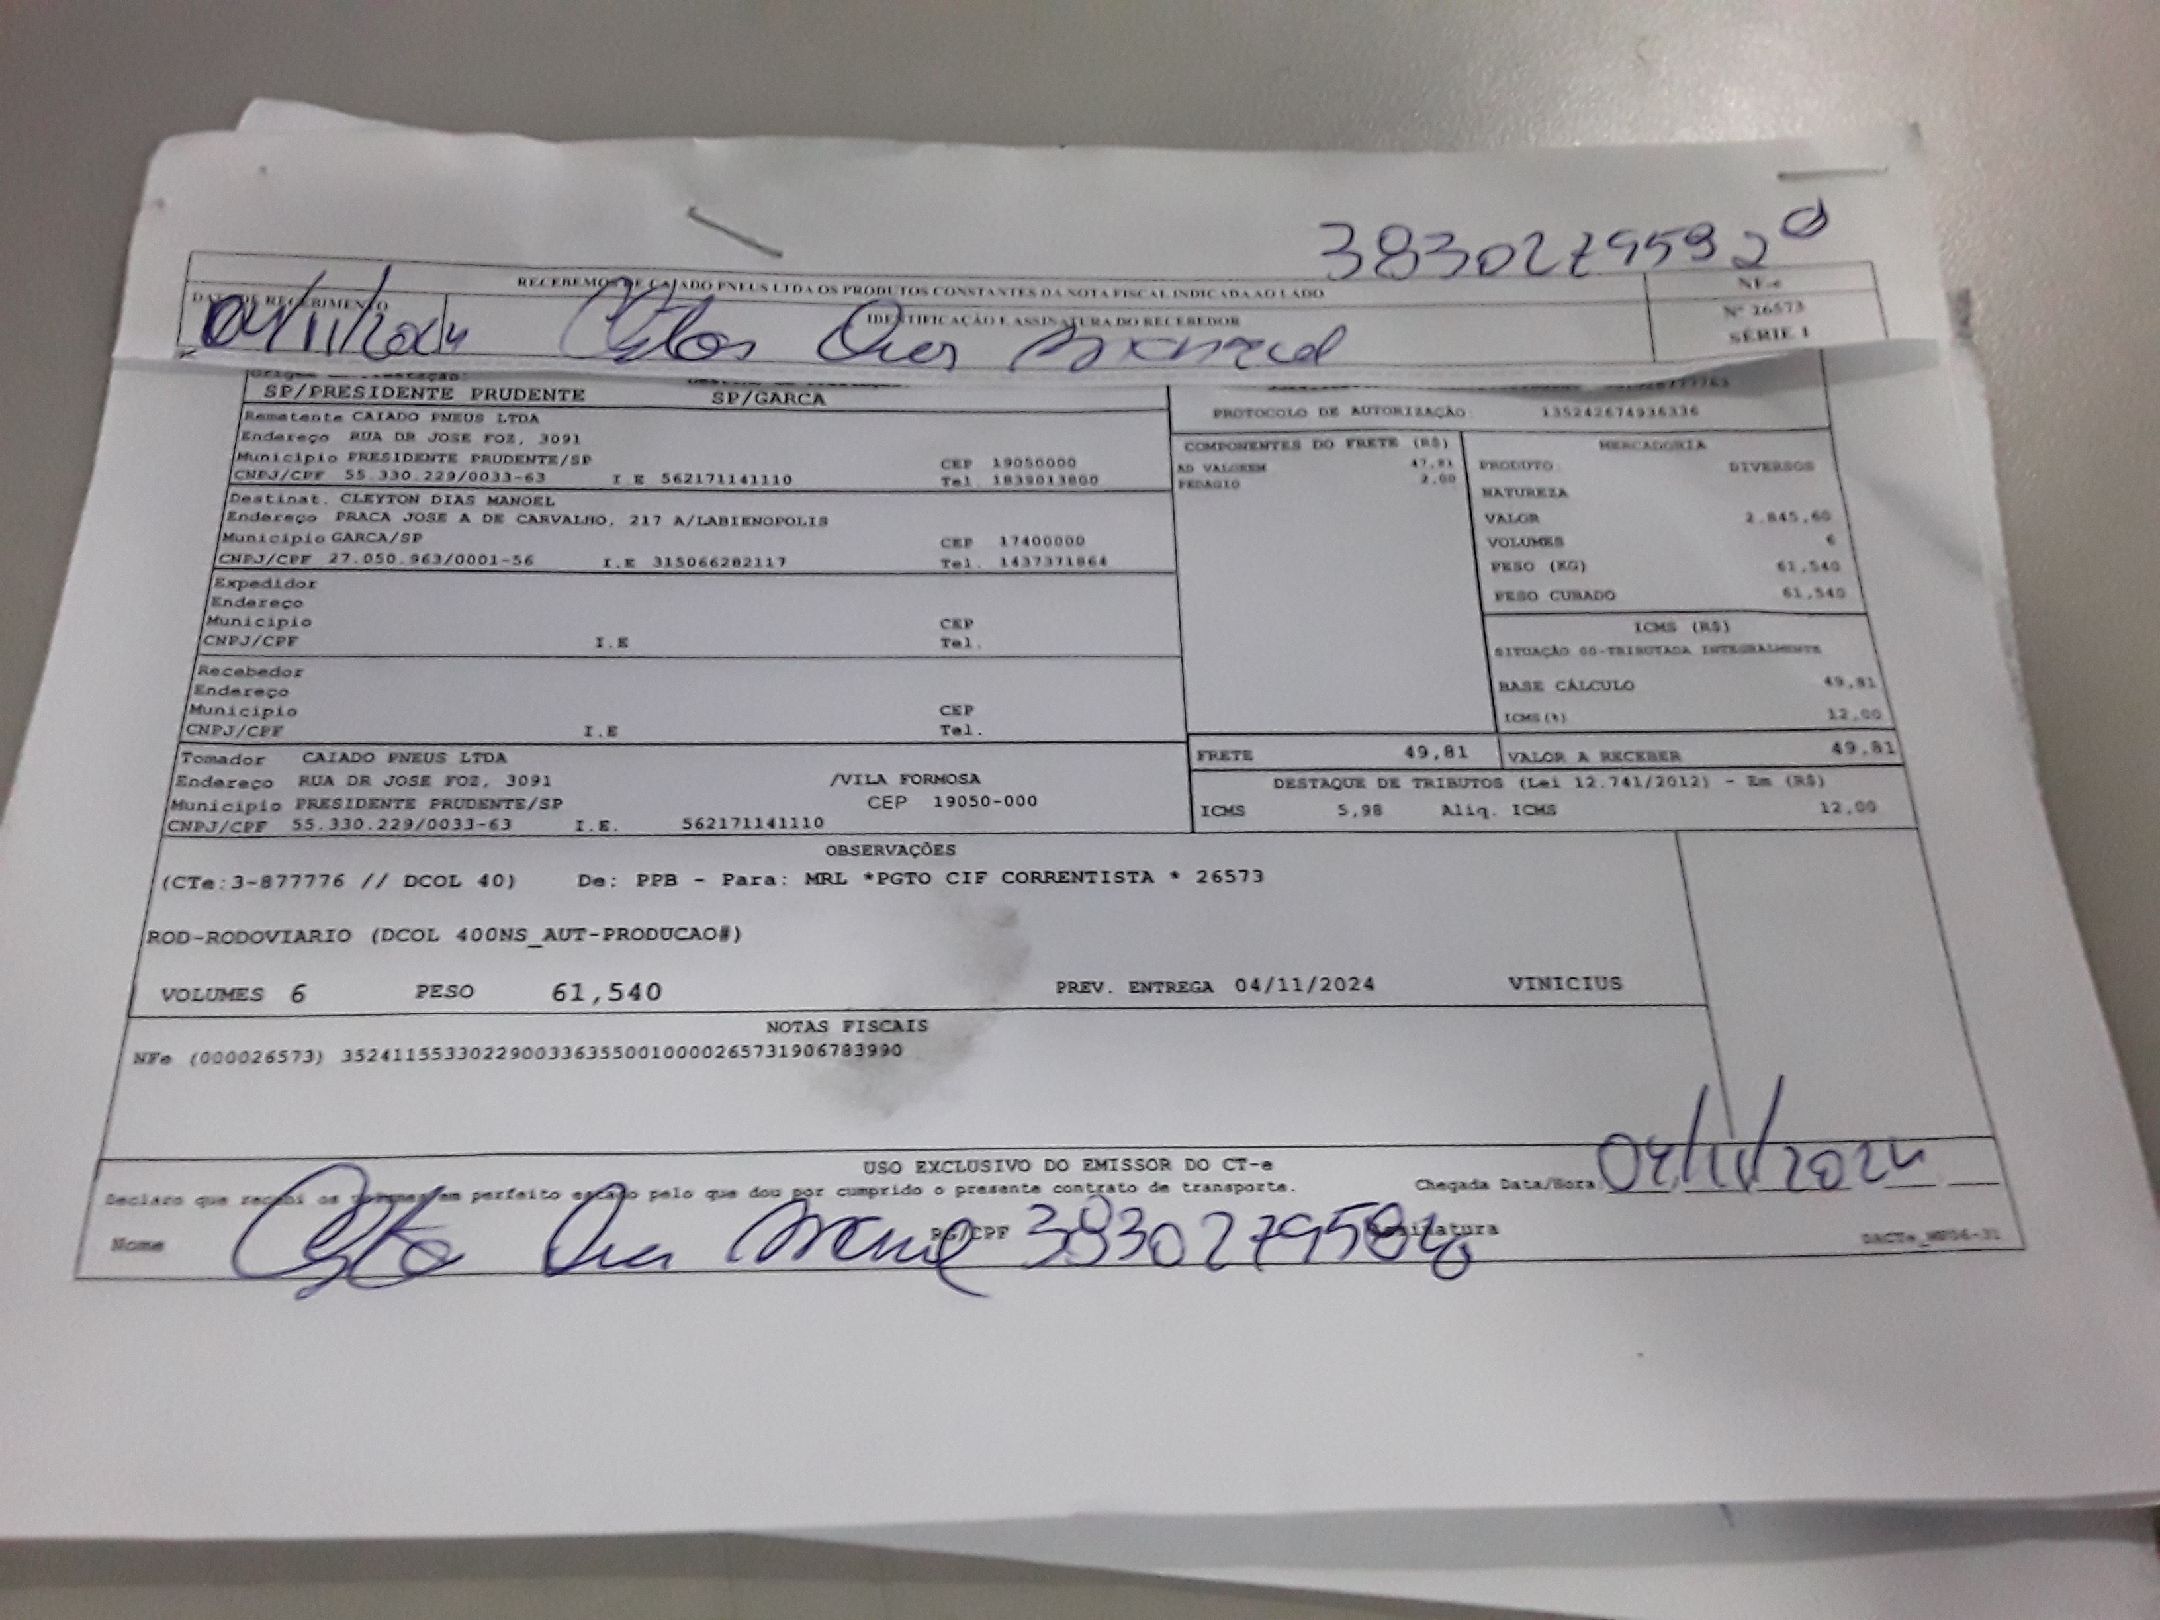 RECEBEMOS DE CAIADO PNEUS LTDA OS PRODUTOS CONSTANTES DA NOTA FISCAL INDICADA AO LADO
NF-e
DATA DE RECEBIMENTO
IDENTIFICAÇÃO E ASSINATURA DO RECEBEDOR
Nº 26573
SÉRIE 1
04/11/2024
SP/PRESIDENTE PRUDENTE SP/GARCA
PROTOCOLO DE AUTORIZAÇÃO: 135242674936336
Remetente CAIADO PNEUS LTDA
Endereço RUA DR JOSE FOZ, 3091
Municipio PRESIDENTE PRUDENTE/SP CEP 19050000
CNPJ/CPF 55.330.229/0033-63 I E 562171141110 Tel. 1839013800
Destinat. CLEYTON DIAS MANOEL
Endereço PRACA JOSE A DE CARVALHO, 217 A/LABIENOPOLIS
Municipio GARCA/SP CEP 17400000
CNPJ/CPF 27.050.963/0001-56 I.E 315066282117 Tel. 1437371864
Expedidor
Endereço
Municipio CEP
CNPJ/CPF I.E Tel.
Recebedor
Endereço
Municipio CEP
CNPJ/CPF I.E Tel.
Tomador CAIADO PNEUS LTDA
Endereço RUA DR JOSE FOZ, 3091 /VILA FORMOSA
Municipio PRESIDENTE PRUDENTE/SP CEP 19050-000
CNPJ/CPF 55.330.229/0033-63 I.E. 562171141110
COMPONENTES DO FRETE (R$)
AD VALOREM 47,81
PEDAGIO 2,00
MERCADORIA
PRODUTO DIVERSOS
NATUREZA
VALOR 2.845,60
VOLUMES 6
PESO (KG) 61,540
PESO CUBADO 61,540
ICMS (R$)
SITUAÇÃO 00-TRIBUTADA INTEGRALMENTE
BASE CÁLCULO 49,81
ICMS(%) 12,00
FRETE 49,81 VALOR A RECEBER 49,81
DESTAQUE DE TRIBUTOS (Lei 12.741/2012) - Em (R$)
ICMS 5,98 Aliq. ICMS 12,00
OBSERVAÇÕES
(CTe:3-877776 // DCOL 40) De: PPB - Para: MRL *PGTO CIF CORRENTISTA * 26573
ROD-RODOVIARIO (DCOL 400NS_AUT-PRODUCAO#)
VOLUMES 6 PESO 61,540 PREV. ENTREGA 04/11/2024 VINICIUS
NOTAS FISCAIS
NFe (000026573) 35241155330229003363550010000265731906783990
USO EXCLUSIVO DO EMISSOR DO CT-e
Declaro que recebi os volumes em perfeito estado pelo que dou por cumprido o presente contrato de transporte. Chegada Data/Hora 04/11/2024
Nome RG/CPF Assinatura